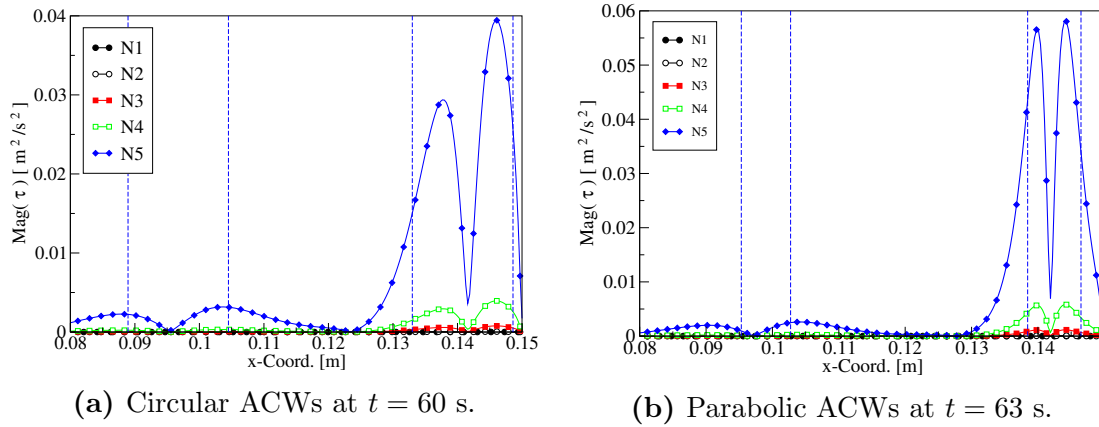 0.04
0.03
0.02
0.01
0
Mag( τ ) [ m²/s² ]
N1
N2
N3
N4
N5
0.08 0.09 0.1 0.11 0.12 0.13 0.14 0.15
x-Coord. [m]
(a) Circular ACWs at t = 60 s.
0.06
0.05
0.04
0.03
0.02
0.01
0
Mag( τ ) [ m²/s² ]
N1
N2
N3
N4
N5
0.08 0.09 0.1 0.11 0.12 0.13 0.14
x-Coord. [m]
(b) Parabolic ACWs at t = 63 s.